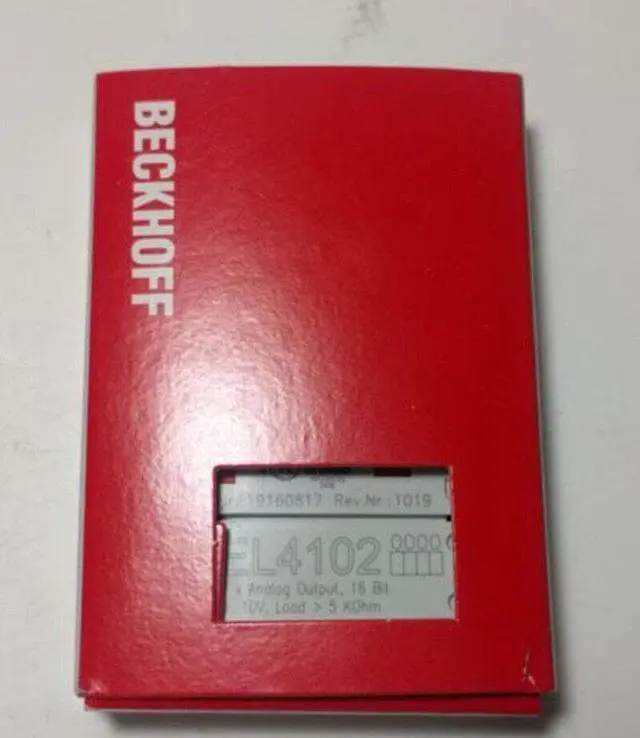 BECKHOFF
19160817 Rev.Nr.:1019
EL4102 0000
Analog Output, 16 Bit
10V, Load > 5 KOhm